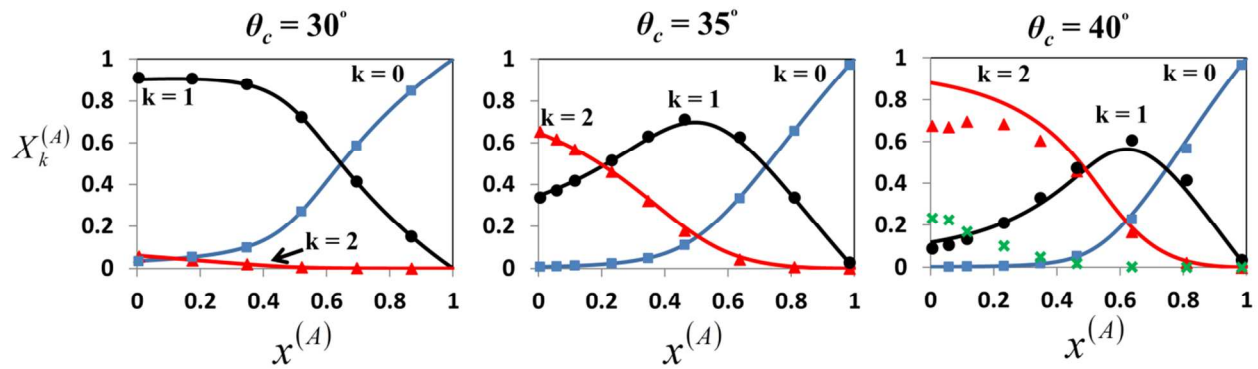 θc = 30° θc = 35° θc = 40°
1 1 1
k = 0 k = 2 k = 0
0.8 k = 1 0.8 k = 0 0.8
k = 1 k = 1
0.6 0.6 k = 2 0.6
Xk(A)
0.4 0.4 0.4
0.2 k = 2 0.2 0.2
0 0 0
0 0.2 0.4 0.6 0.8 1 0 0.2 0.4 0.6 0.8 1 0 0.2 0.4 0.6 0.8 1
x(A) x(A) x(A)